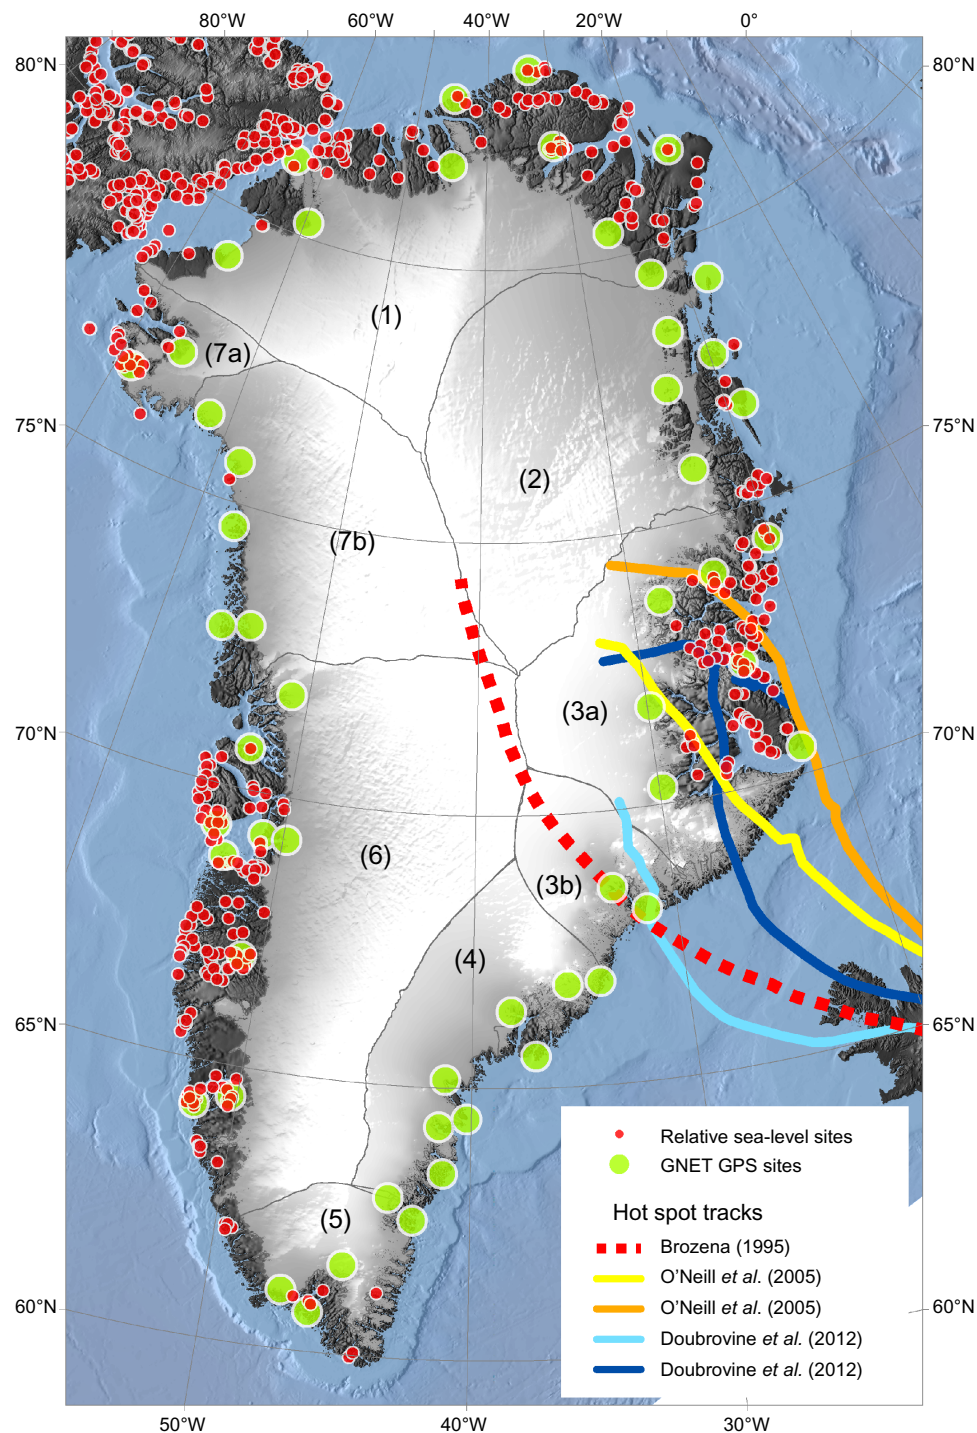 80°W 60°W 40°W 20°W 0°
80°N 80°N
(1)
(7a)
75°N 75°N
(2)
(7b)
(3a)
70°N 70°N
(6)
(3b)
(4)
65°N 65°N
Relative sea-level sites
GNET GPS sites
Hot spot tracks
(5)
Brozena (1995)
O'Neill et al. (2005)
60°N O'Neill et al. (2005) 60°N
Doubrovine et al. (2012)
Doubrovine et al. (2012)
50°W 40°W 30°W